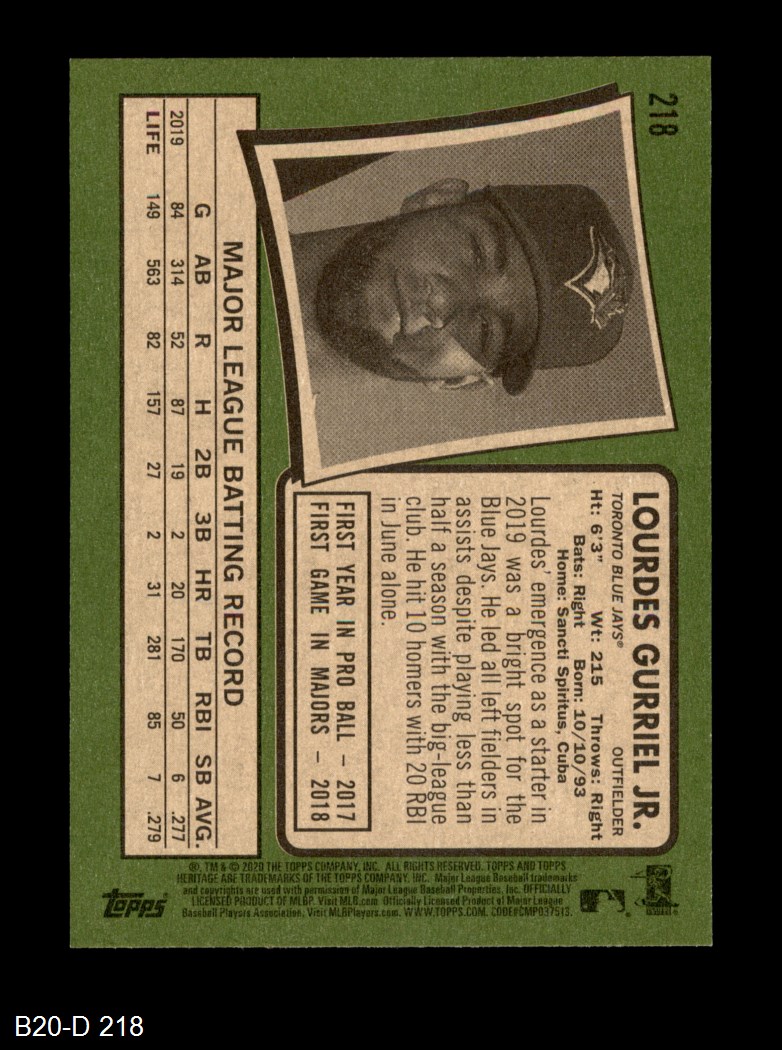 218
LOURDES GURRIEL JR.
TORONTO BLUE JAYS® OUTFIELDER
Ht: 6'3" Wt: 215 Throws: Right
Bats: Right Born: 10/10/93
Home: Sancti Spiritus, Cuba
Lourdes' emergence as a starter in
2019 was a bright spot for the
Blue Jays. He led all left fielders in
assists despite playing less than
half a season with the big-league
club. He hit 10 homers with 20 RBI
in June alone.
FIRST YEAR IN PRO BALL – 2017
FIRST GAME IN MAJORS – 2018
MAJOR LEAGUE BATTING RECORD
G AB R H 2B 3B HR TB RBI SB AVG.
2019 84 314 52 87 19 2 20 170 50 6 .277
LIFE 149 563 82 157 27 2 31 281 85 7 .279
®, TM & © 2020 THE TOPPS COMPANY, INC. ALL RIGHTS RESERVED. TOPPS AND TOPPS
HERITAGE ARE TRADEMARKS OF THE TOPPS COMPANY, INC. Major League Baseball trademarks
and copyrights are used with permission of Major League Baseball Properties, Inc. OFFICIALLY
LICENSED PRODUCT OF MLBP. Visit MLB.com Officially Licensed Product of Major League
Baseball Players Association. Visit MLBPlayers.com. WWW.TOPPS.COM. CODE#CMP037513.
topps
B20-D 218